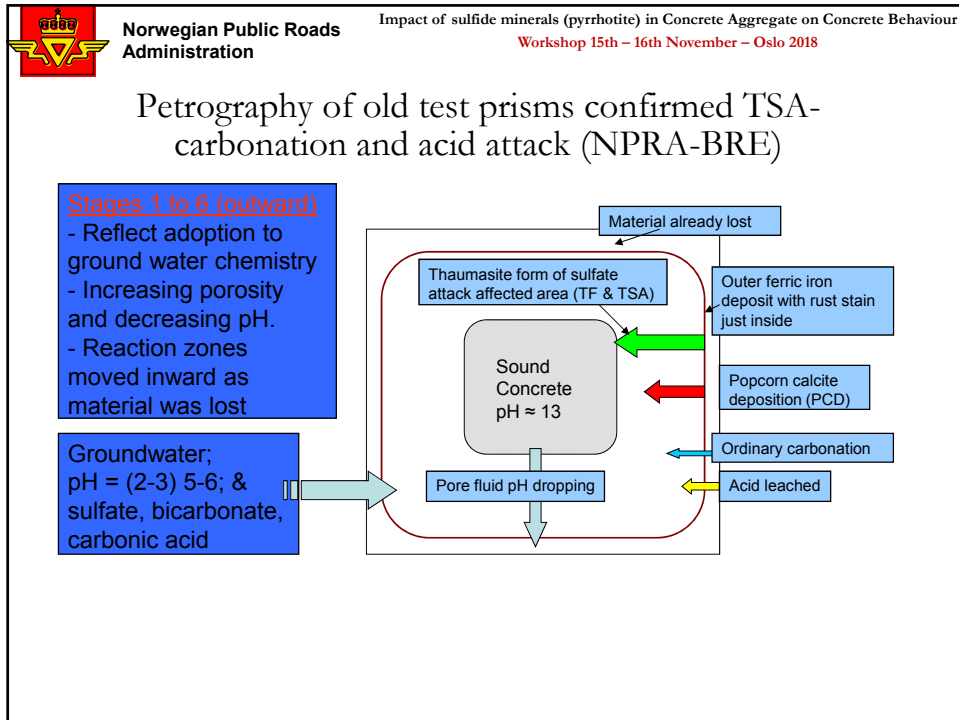 Norwegian Public Roads
Administration
Impact of sulfide minerals (pyrrhotite) in Concrete Aggregate on Concrete Behaviour
Workshop 15th – 16th November – Oslo 2018
Petrography of old test prisms confirmed TSA-
carbonation and acid attack (NPRA-BRE)
Stages 1 to 6 (outward)
- Reflect adoption to
ground water chemistry
- Increasing porosity
and decreasing pH.
- Reaction zones
moved inward as
material was lost
Groundwater;
pH = (2-3) 5-6; &
sulfate, bicarbonate,
carbonic acid
Material already lost
Thaumasite form of sulfate
attack affected area (TF & TSA)
Outer ferric iron
deposit with rust stain
just inside
Sound
Concrete
pH ≈ 13
Popcorn calcite
deposition (PCD)
Ordinary carbonation
Pore fluid pH dropping
Acid leached